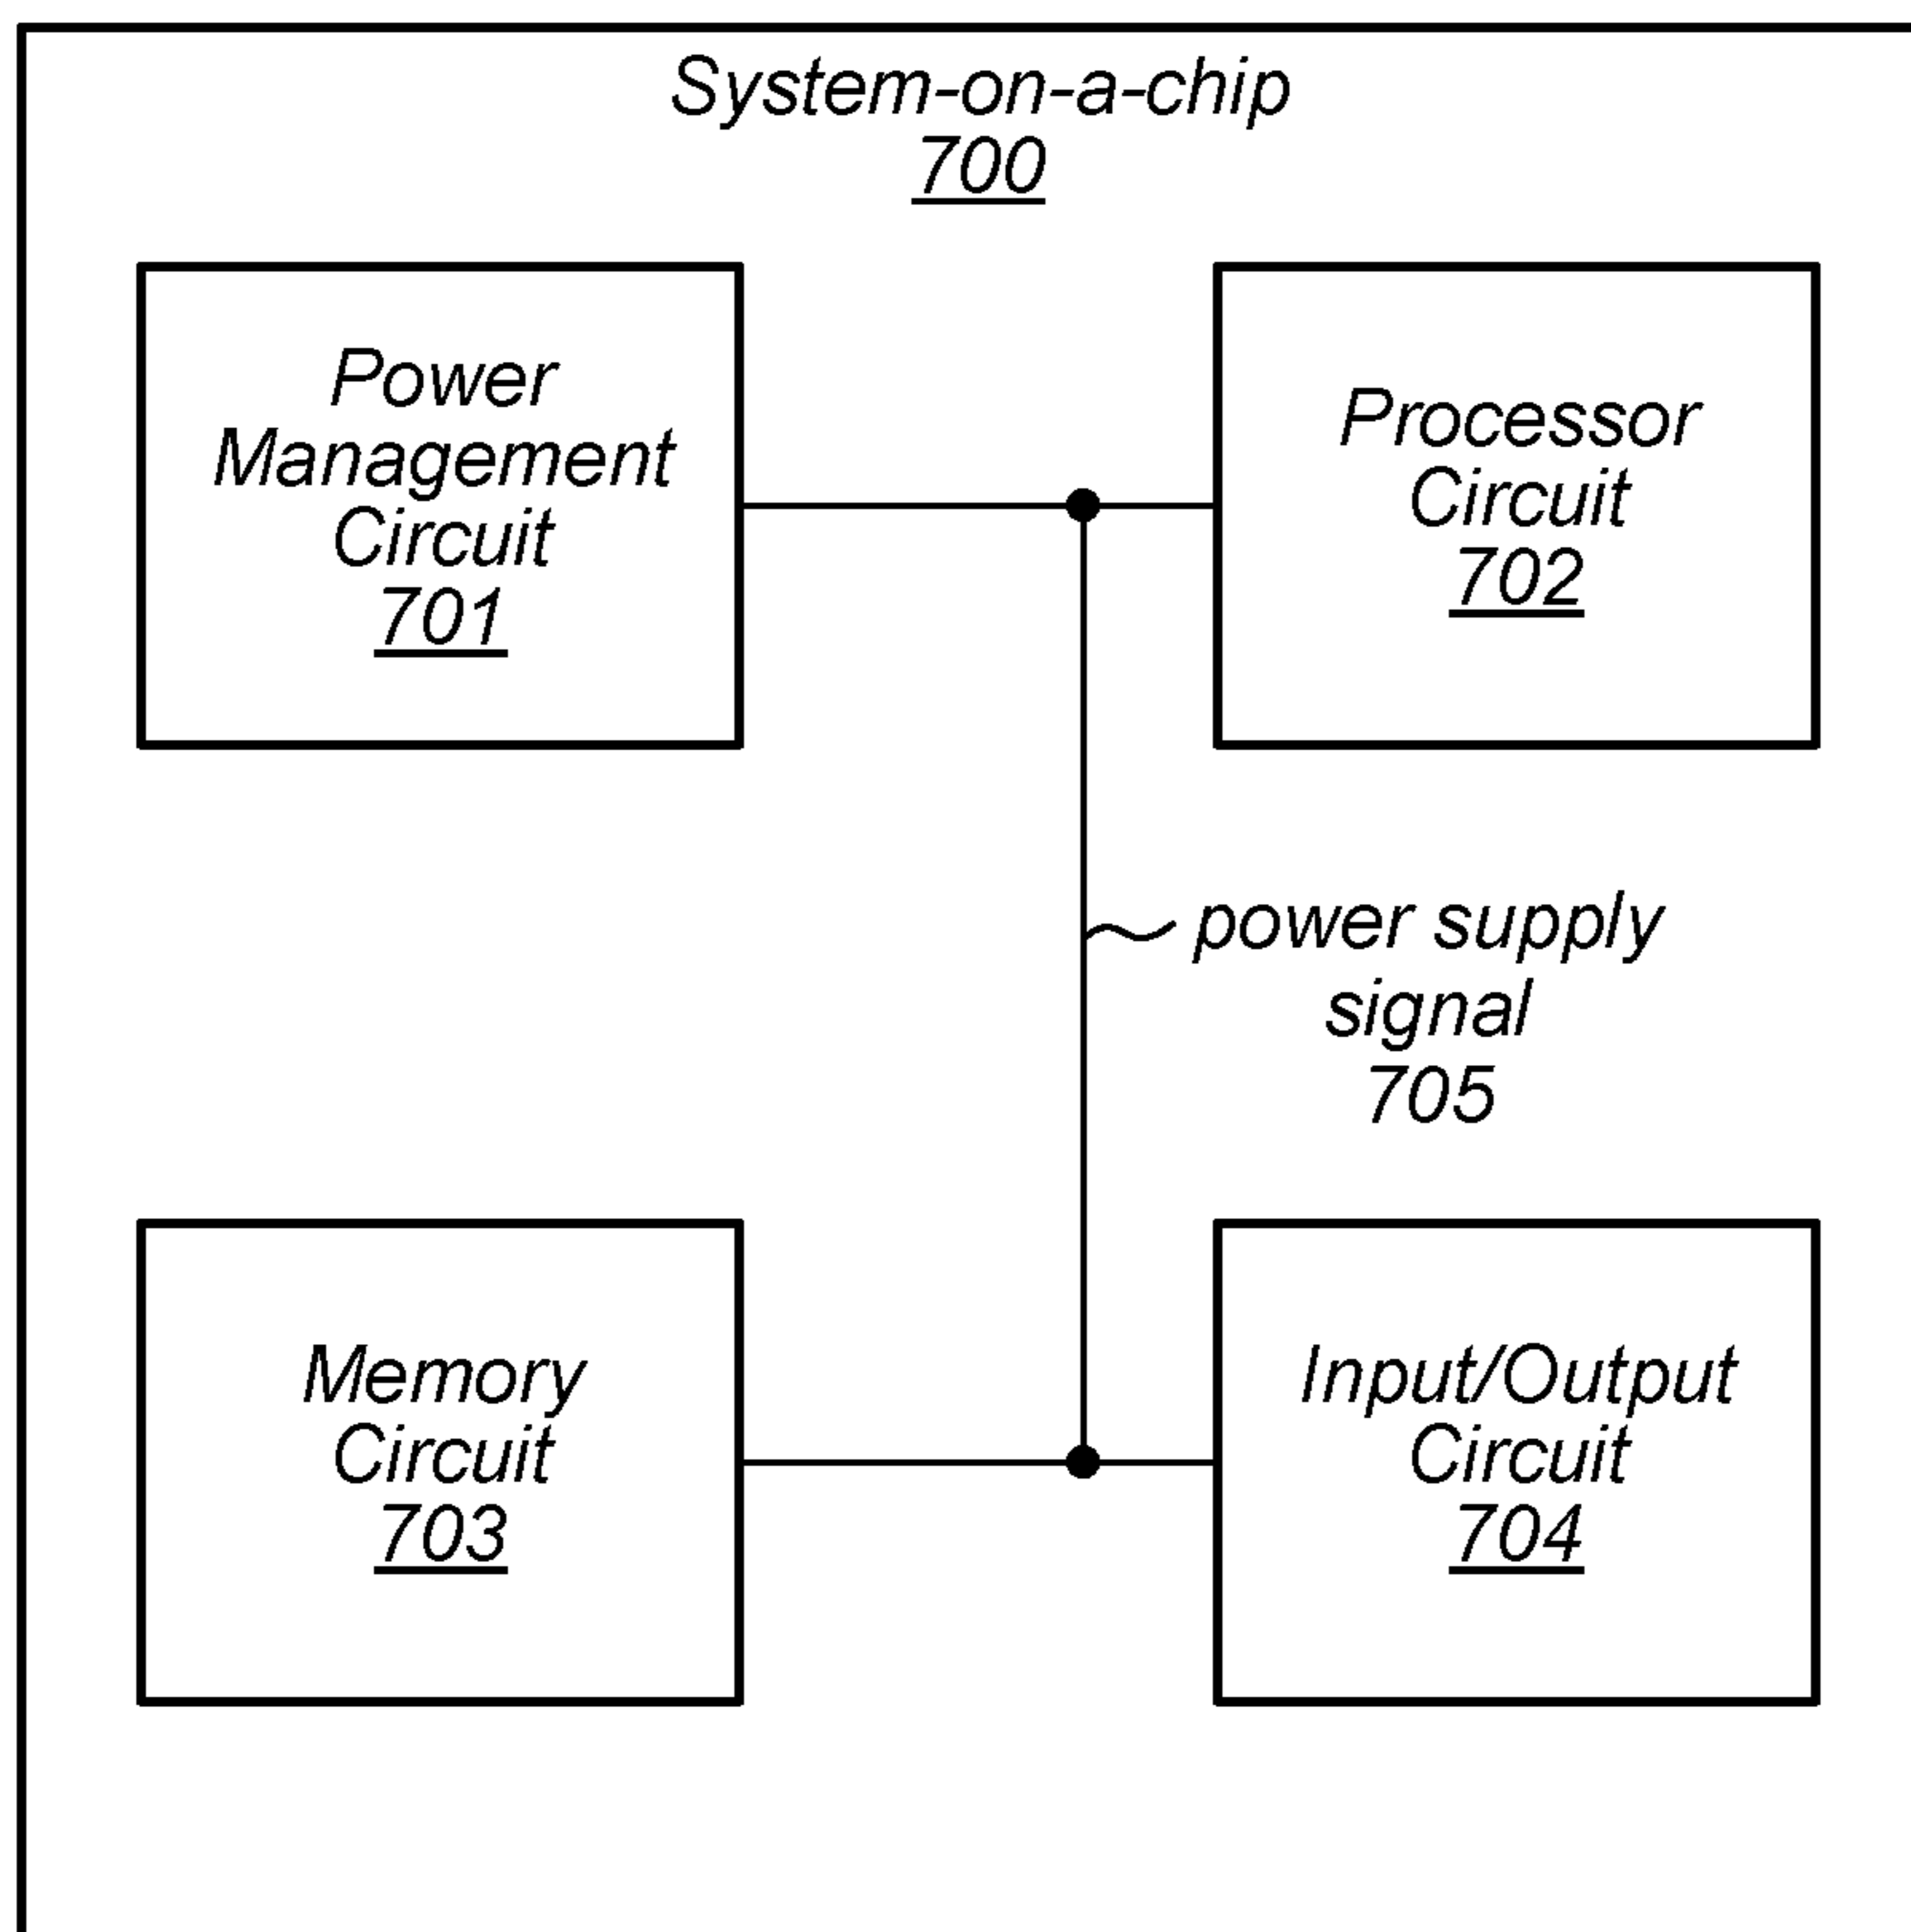 System-on-a-chip
700
Power
Management
Circuit
701
Processor
Circuit
702
power supply
signal
705
Memory
Circuit
703
Input/Output
Circuit
704